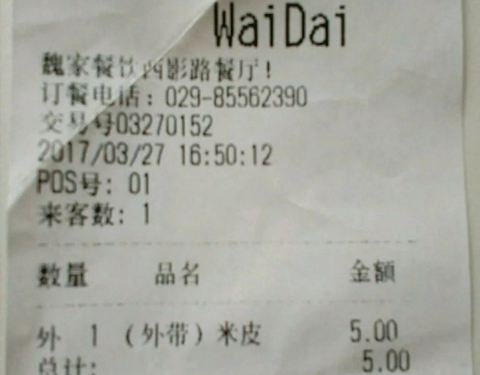 WaiDai
魏家餐饮西影路餐厅!
订餐电话:029-85562390
交易号03270152
2017/03/27 16:50:12
POS号: 01
来客数: 1
数量 品名 金额
外 1 (外带)米皮 5.00
总计: 5.00